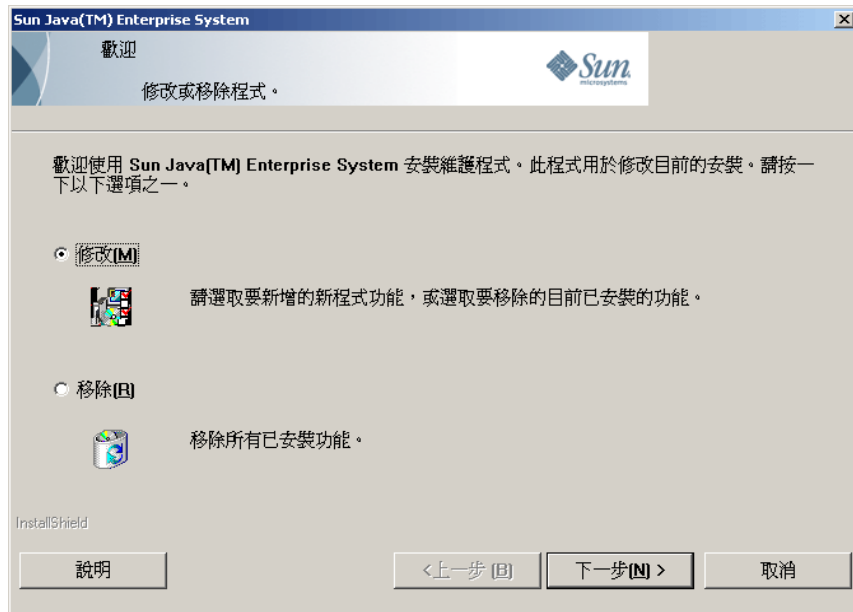 Sun Java(TM) Enterprise System
歡迎
修改或移除程式。
Sun
microsystems
歡迎使用 Sun Java(TM) Enterprise System 安裝維護程式。此程式用於修改目前的安裝。請按一
下以下選項之一。
修改(M)
請選取要新增的新程式功能，或選取要移除的目前已安裝的功能。
移除(R)
移除所有已安裝功能。
InstallShield
說明
<上一步 (B)
下一步(N) >
取消